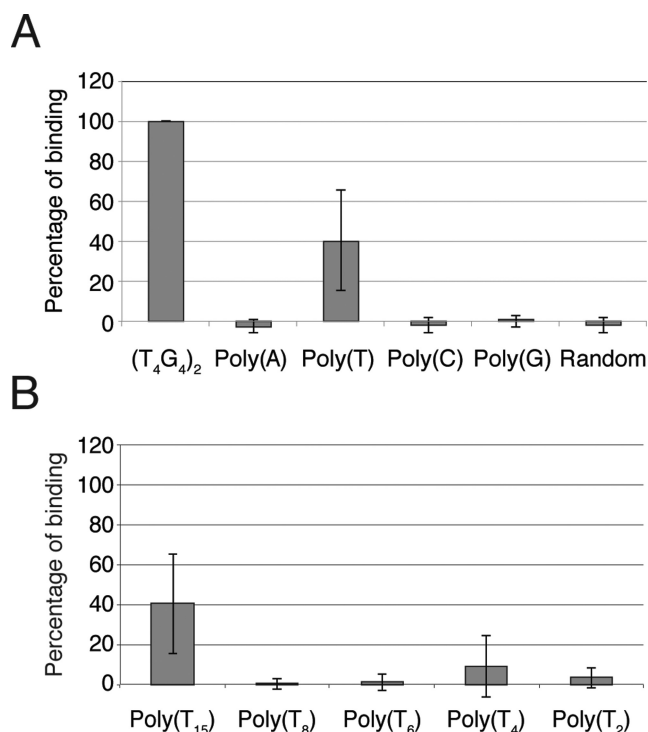 A
Percentage of binding
120
100
80
60
40
20
0
(T₄G₄)₂ Poly(A) Poly(T) Poly(C) Poly(G) Random
B
Percentage of binding
120
100
80
60
40
20
0
Poly(T₁₅) Poly(T₈) Poly(T₆) Poly(T₄) Poly(T₂)